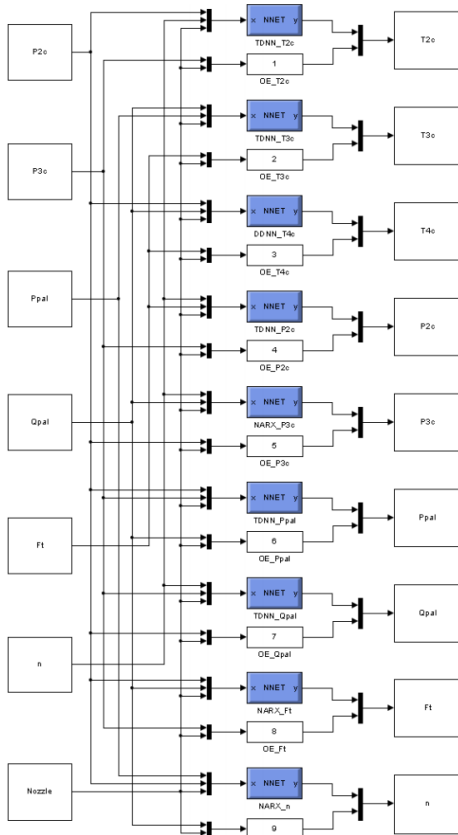 P2c
P3c
Ppal
Qpal
Ft
n
Nozzle
x NNET y
TDNN_T2c
1
OE_T2c
T2c
x NNET y
TDNN_T3c
2
OE_T3c
T3c
x NNET y
DDNN_T4c
3
OE_T4c
T4c
x NNET y
TDNN_P2c
4
OE_P2c
P2c
x NNET y
NARX_P3c
5
OE_P3c
P3c
x NNET y
TDNN_Ppal
6
OE_Ppal
Ppal
x NNET y
TDNN_Qpal
7
OE_Qpal
Qpal
x NNET y
NARX_Ft
8
OE_Ft
Ft
x NNET y
NARX_n
9
n